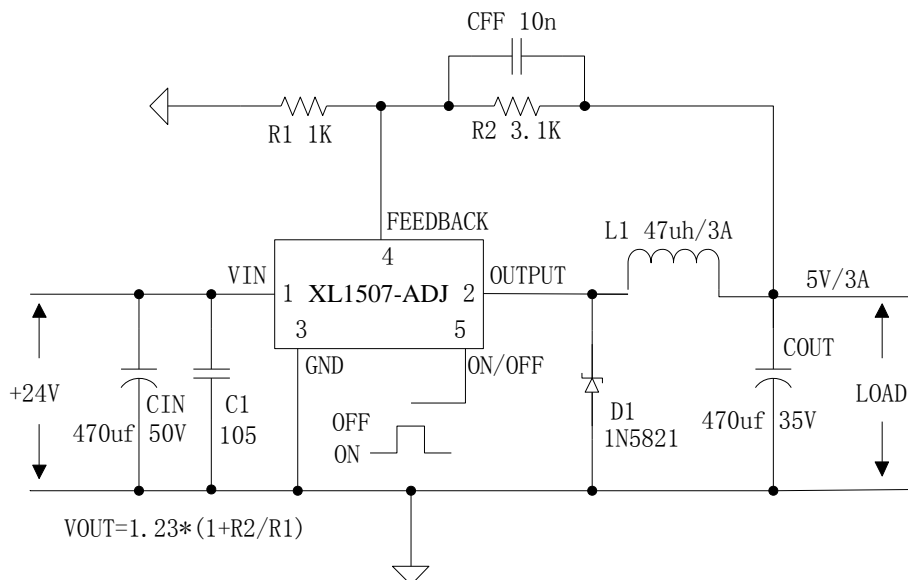 CFF 10n
R1 1K
R2 3.1K
FEEDBACK
4
L1 47uh/3A
VIN
OUTPUT
5V/3A
1 XL1507-ADJ 2
3
5
GND
ON/OFF
COUT
+24V
CIN
C1
D1
LOAD
470uf
50V
105
OFF
1N5821
470uf
35V
ON
VOUT=1.23*(1+R2/R1)